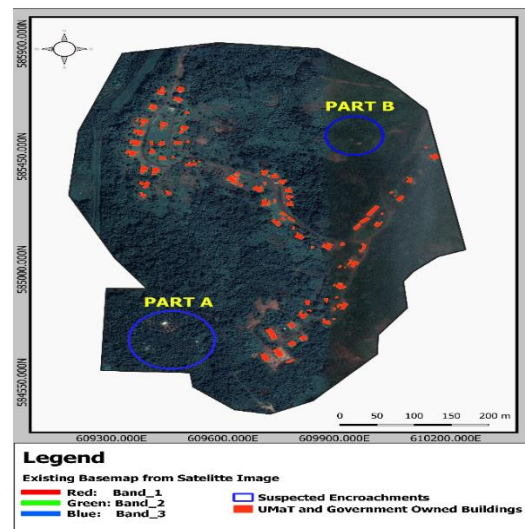 585900.000N
585450.000N
585000.000N
584550.000N
PART B
PART A
0 50 100 150 200 m
609300.000E 609600.000E 609900.000E 610200.000E
Legend
Existing Basemap from Satelitte Image
Red: Band_1
Green: Band_2
Blue: Band_3
Suspected Encroachments
UMaT and Government Owned Buildings